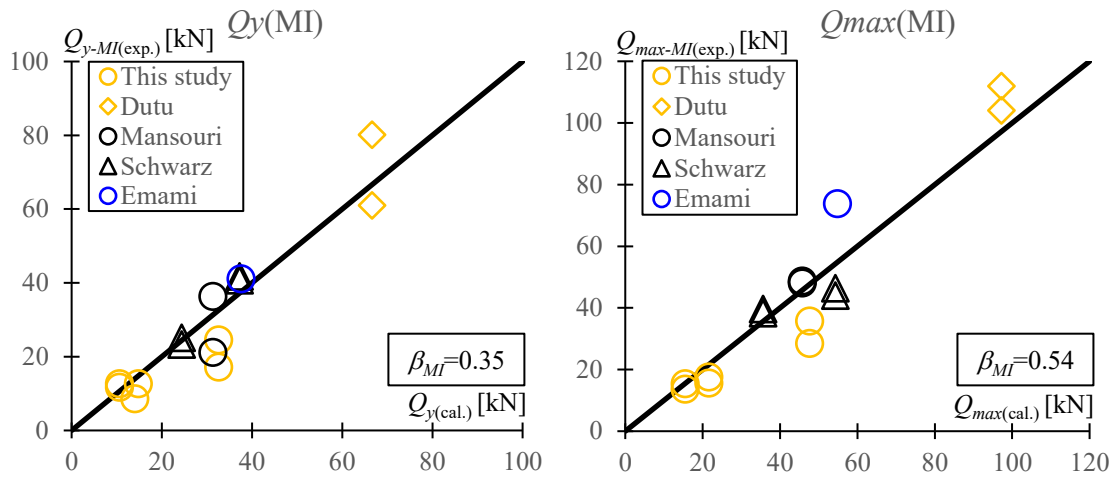 Qy(MI)
Qy-MI(exp.) [kN]
100
80
60
40
20
0
This study
Dutu
Mansouri
Schwarz
Emami
βMI=0.35
Qy(cal.) [kN]
0 20 40 60 80 100
Qmax(MI)
Qmax-MI(exp.) [kN]
120
100
80
60
40
20
0
This study
Dutu
Mansouri
Schwarz
Emami
βMI=0.54
Qmax(cal.) [kN]
0 20 40 60 80 100 120